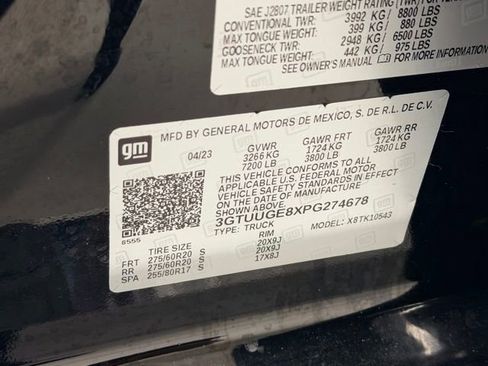 SAE J2807 TRAILER WEIGHT RATING (TWR) FOR
CONVENTIONAL TWR: 3992 KG / 8800 LBS
MAX TONGUE WEIGHT: 399 KG / 880 LBS
GOOSENECK TWR: 2948 KG / 6500 LBS
MAX TONGUE WEIGHT: 442 KG / 975 LBS
SEE OWNER'S MANUAL FOR MORE INFORM
gm
MFD BY GENERAL MOTORS DE MEXICO, S. DE R.L. DE C.V.
04/23 GVWR GAWR FRT GAWR RR
3266 KG 1724 KG 1724 KG
7200 LB 3800 LB 3800 LB
THIS VEHICLE CONFORMS TO ALL
APPLICABLE U.S. FEDERAL MOTOR
VEHICLE SAFETY STANDARDS IN EFFECT
ON THE DATE OF MANUFACTURE SHOWN ABOVE.
3GTUUGE8XPG274678
TYPE: TRUCK MODEL: X8TK10543
8555
TIRE SIZE RIM
FRT 275/60R20 S 20X9J
RR 275/60R20 S 20X9J
SPA 255/80R17 S 17X8J